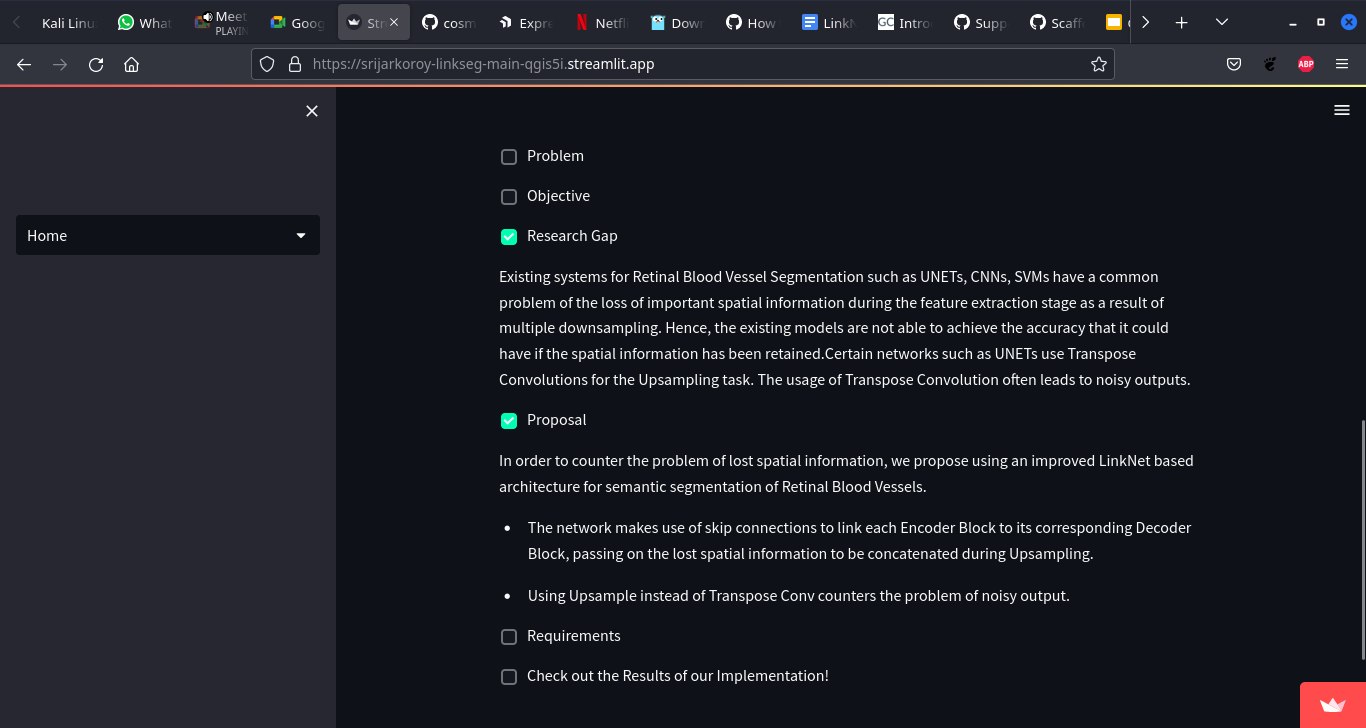 Kali Linu
What
Meet
PLAYIN
Goog
Str
cosm
Expre
Netfl
Dow
How
LinkN
GC
Intro
Supp
Scaff
https://srijarkoroy-linkseg-main-qgis5i.streamlit.app
ABP
Home
Problem
Objective
Research Gap
Existing systems for Retinal Blood Vessel Segmentation such as UNETs, CNNs, SVMs have a common
problem of the loss of important spatial information during the feature extraction stage as a result of
multiple downsampling. Hence, the existing models are not able to achieve the accuracy that it could
have if the spatial information has been retained.Certain networks such as UNETs use Transpose
Convolutions for the Upsampling task. The usage of Transpose Convolution often leads to noisy outputs.
Proposal
In order to counter the problem of lost spatial information, we propose using an improved LinkNet based
architecture for semantic segmentation of Retinal Blood Vessels.
The network makes use of skip connections to link each Encoder Block to its corresponding Decoder
Block, passing on the lost spatial information to be concatenated during Upsampling.
Using Upsample instead of Transpose Conv counters the problem of noisy output.
Requirements
Check out the Results of our Implementation!